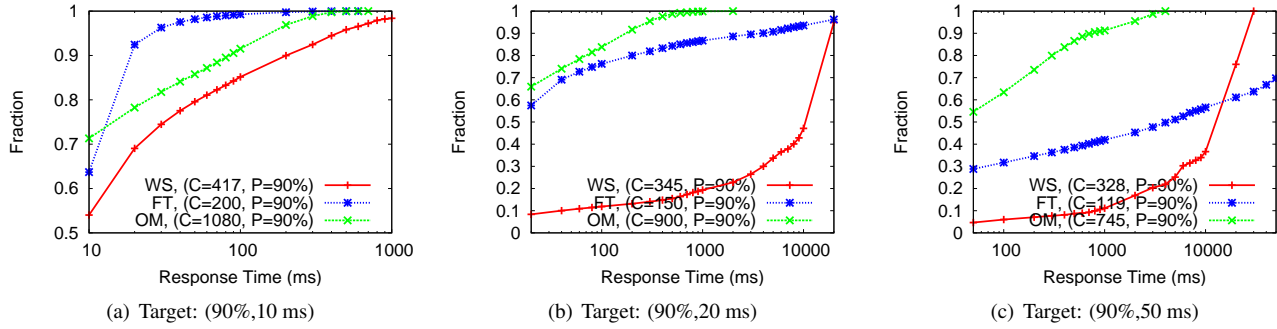 Fraction
1
0.9
0.8
0.7
0.6
0.5
WS, (C=417, P=90%)
FT, (C=200, P=90%)
OM, (C=1080, P=90%)
10
100
1000
Response Time (ms)
(a) Target: (90%,10 ms)
Fraction
1
0.9
0.8
0.7
0.6
0.5
0.4
0.3
0.2
0.1
0
WS, (C=345, P=90%)
FT, (C=150, P=90%)
OM, (C=900, P=90%)
100
1000
10000
Response Time (ms)
(b) Target: (90%,20 ms)
Fraction
1
0.9
0.8
0.7
0.6
0.5
0.4
0.3
0.2
0.1
0
WS, (C=328, P=90%)
FT, (C=119, P=90%)
OM, (C=745, P=90%)
100
1000
10000
Response Time (ms)
(c) Target: (90%,50 ms)